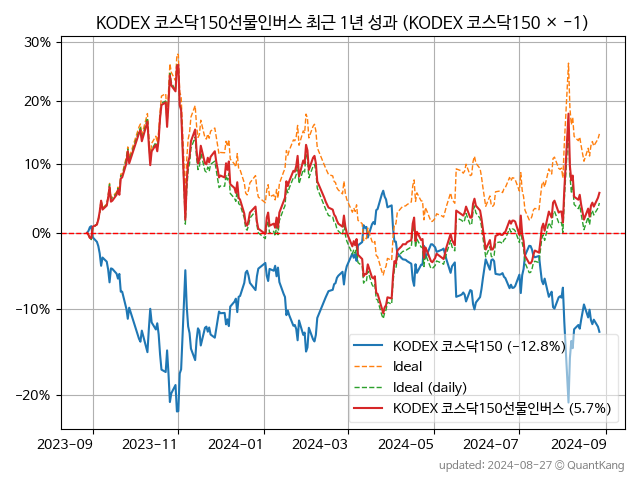 KODEX 코스닥150선물인버스 최근 1년 성과 (KODEX 코스닥150 × −1)
30%
20%
10%
0%
−10%
−20%
KODEX 코스닥150 (−12.8%)
Ideal
Ideal (daily)
KODEX 코스닥150선물인버스 (5.7%)
2023-09
2023-11
2024-01
2024-03
2024-05
2024-07
2024-09
updated: 2024-08-27 © QuantKang